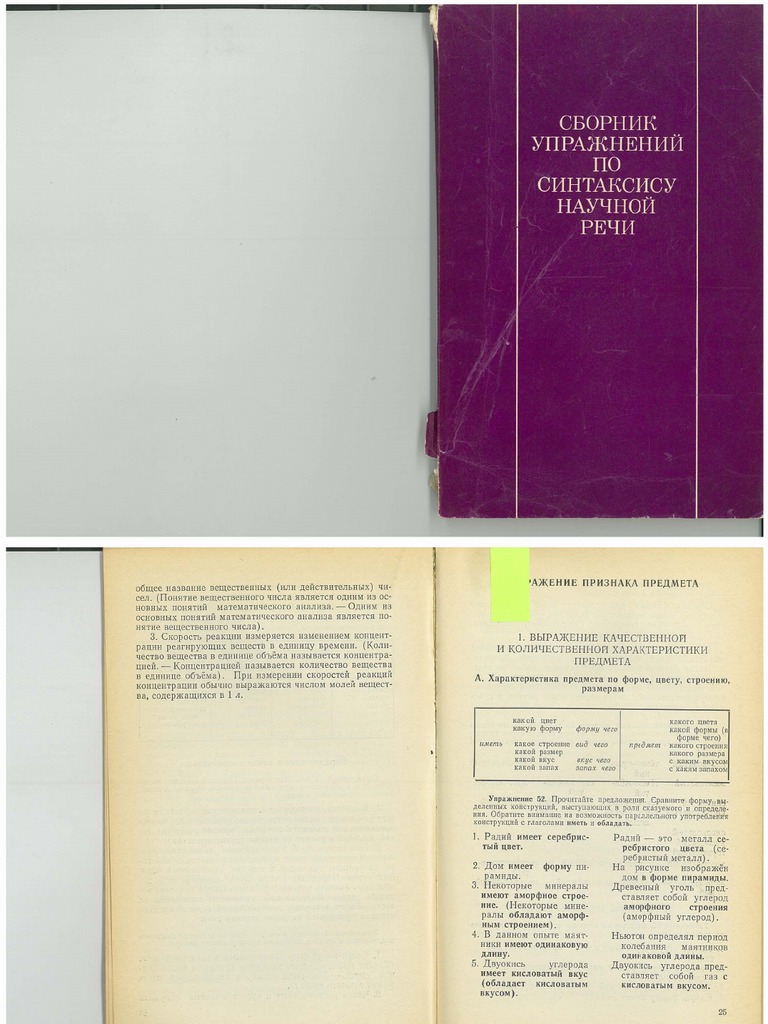 СБОРНИК
УПРАЖНЕНИЙ
ПО
СИНТАКСИСУ
НАУЧНОЙ
РЕЧИ
общее название вещественных (или действительных) чи-
сел. (Понятие вещественного числа является одним из ос-
новных понятий математического анализа. — Одним из
основных понятий математического анализа является по-
нятие вещественного числа).
3. Скорость реакции измеряется изменением концент-
рации реагирующих веществ в единицу времени. (Коли-
чество вещества в единице объёма называется концентра-
цией. — Концентрацией называется количество вещества
в единице объёма). При измерении скоростей реакций
концентрации обычно выражаются числом молей вещест-
ва, содержащихся в 1 л.
РАЖЕНИЕ ПРИЗНАКА ПРЕДМЕТА
1. ВЫРАЖЕНИЕ КАЧЕСТВЕННОЙ
И КОЛИЧЕСТВЕННОЙ ХАРАКТЕРИСТИКИ
ПРЕДМЕТА
А. Характеристика предмета по форме, цвету, строению,
размерам
какой цвет какого цвета
какую форму форму чего какой формы (в
форме чего)
иметь какое строение вид чего предмет какого строения
какой размер какого размера
какой вкус вкус чего с каким вкусом
какой запах запах чего с каким запахом
Упражнение 52. Прочитайте предложения. Сравните форму вы-
деленных конструкций, выступающих в роли сказуемого и определе-
ния. Обратите внимание на возможность параллельного употребления
конструкций с глаголами иметь и обладать.
1. Радий имеет серебрис-
тый цвет.
Радий — это металл се-
ребристого цвета (се-
ребристый металл).
2. Дом имеет форму пи-
рамиды.
На рисунке изображён
дом в форме пирамиды.
3. Некоторые минералы
имеют аморфное строе-
ние. (Некоторые мине-
ралы обладают аморф-
ным строением).
Древесный уголь пред-
ставляет собой углерод
аморфного строения
(аморфный углерод).
4. В данном опыте маят-
ники имеют одинаковую
длину.
Ньютон определял период
колебания маятников
одинаковой длины.
5. Двуокись углерода
имеет кисловатый вкус
(обладает кисловатым
вкусом).
Двуокись углерода пред-
ставляет собой газ с
кисловатым вкусом.
25